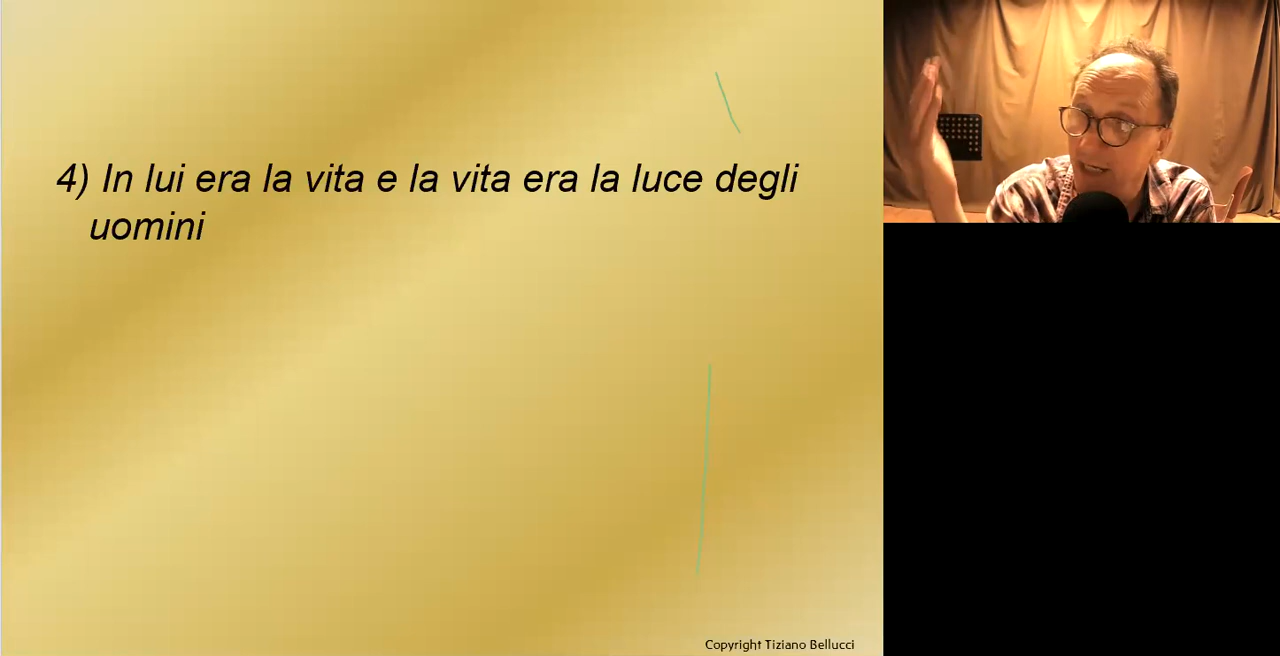 4) In lui era la vita e la vita era la luce degli
uomini
Copyright Tiziano Bellucci